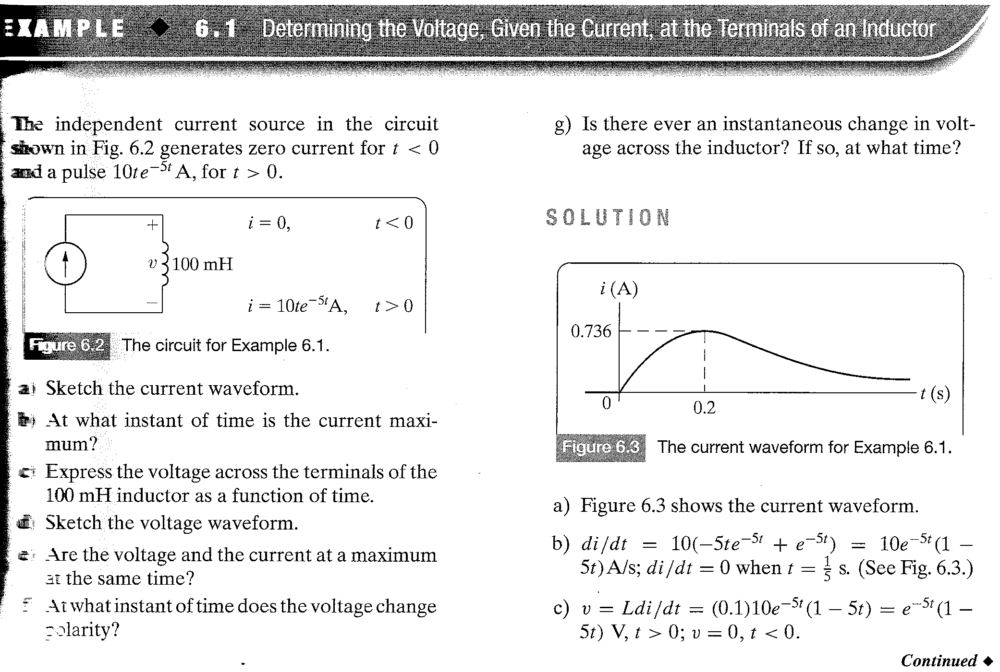 EXAMPLE ◆ 6.1 Determining the Voltage, Given the Current, at the Terminals of an Inductor
The independent current source in the circuit
shown in Fig. 6.2 generates zero current for t < 0
and a pulse 10te^{-5t} A, for t > 0.
+
i = 0, t < 0
v 100 mH
−
i = 10te^{-5t}A, t > 0
Figure 6.2 The circuit for Example 6.1.
a) Sketch the current waveform.
b) At what instant of time is the current maxi-
mum?
c) Express the voltage across the terminals of the
100 mH inductor as a function of time.
d) Sketch the voltage waveform.
e) Are the voltage and the current at a maximum
at the same time?
f At what instant of time does the voltage change
polarity?
g) Is there ever an instantaneous change in volt-
age across the inductor? If so, at what time?
SOLUTION
i (A)
0.736
0
0.2
t (s)
Figure 6.3 The current waveform for Example 6.1.
a) Figure 6.3 shows the current waveform.
b) di/dt = 10(−5te^{-5t} + e^{-5t}) = 10e^{-5t}(1 −
5t) A/s; di/dt = 0 when t = 1/5 s. (See Fig. 6.3.)
c) v = Ldi/dt = (0.1)10e^{-5t}(1 − 5t) = e^{-5t}(1 −
5t) V, t > 0; v = 0, t < 0.
Continued ◆